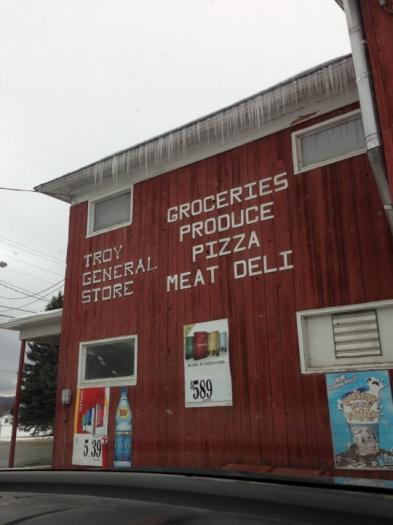 TROY
GENERAL
STORE
GROCERIES
PRODUCE
PIZZA
MEAT DELI
589
5.39